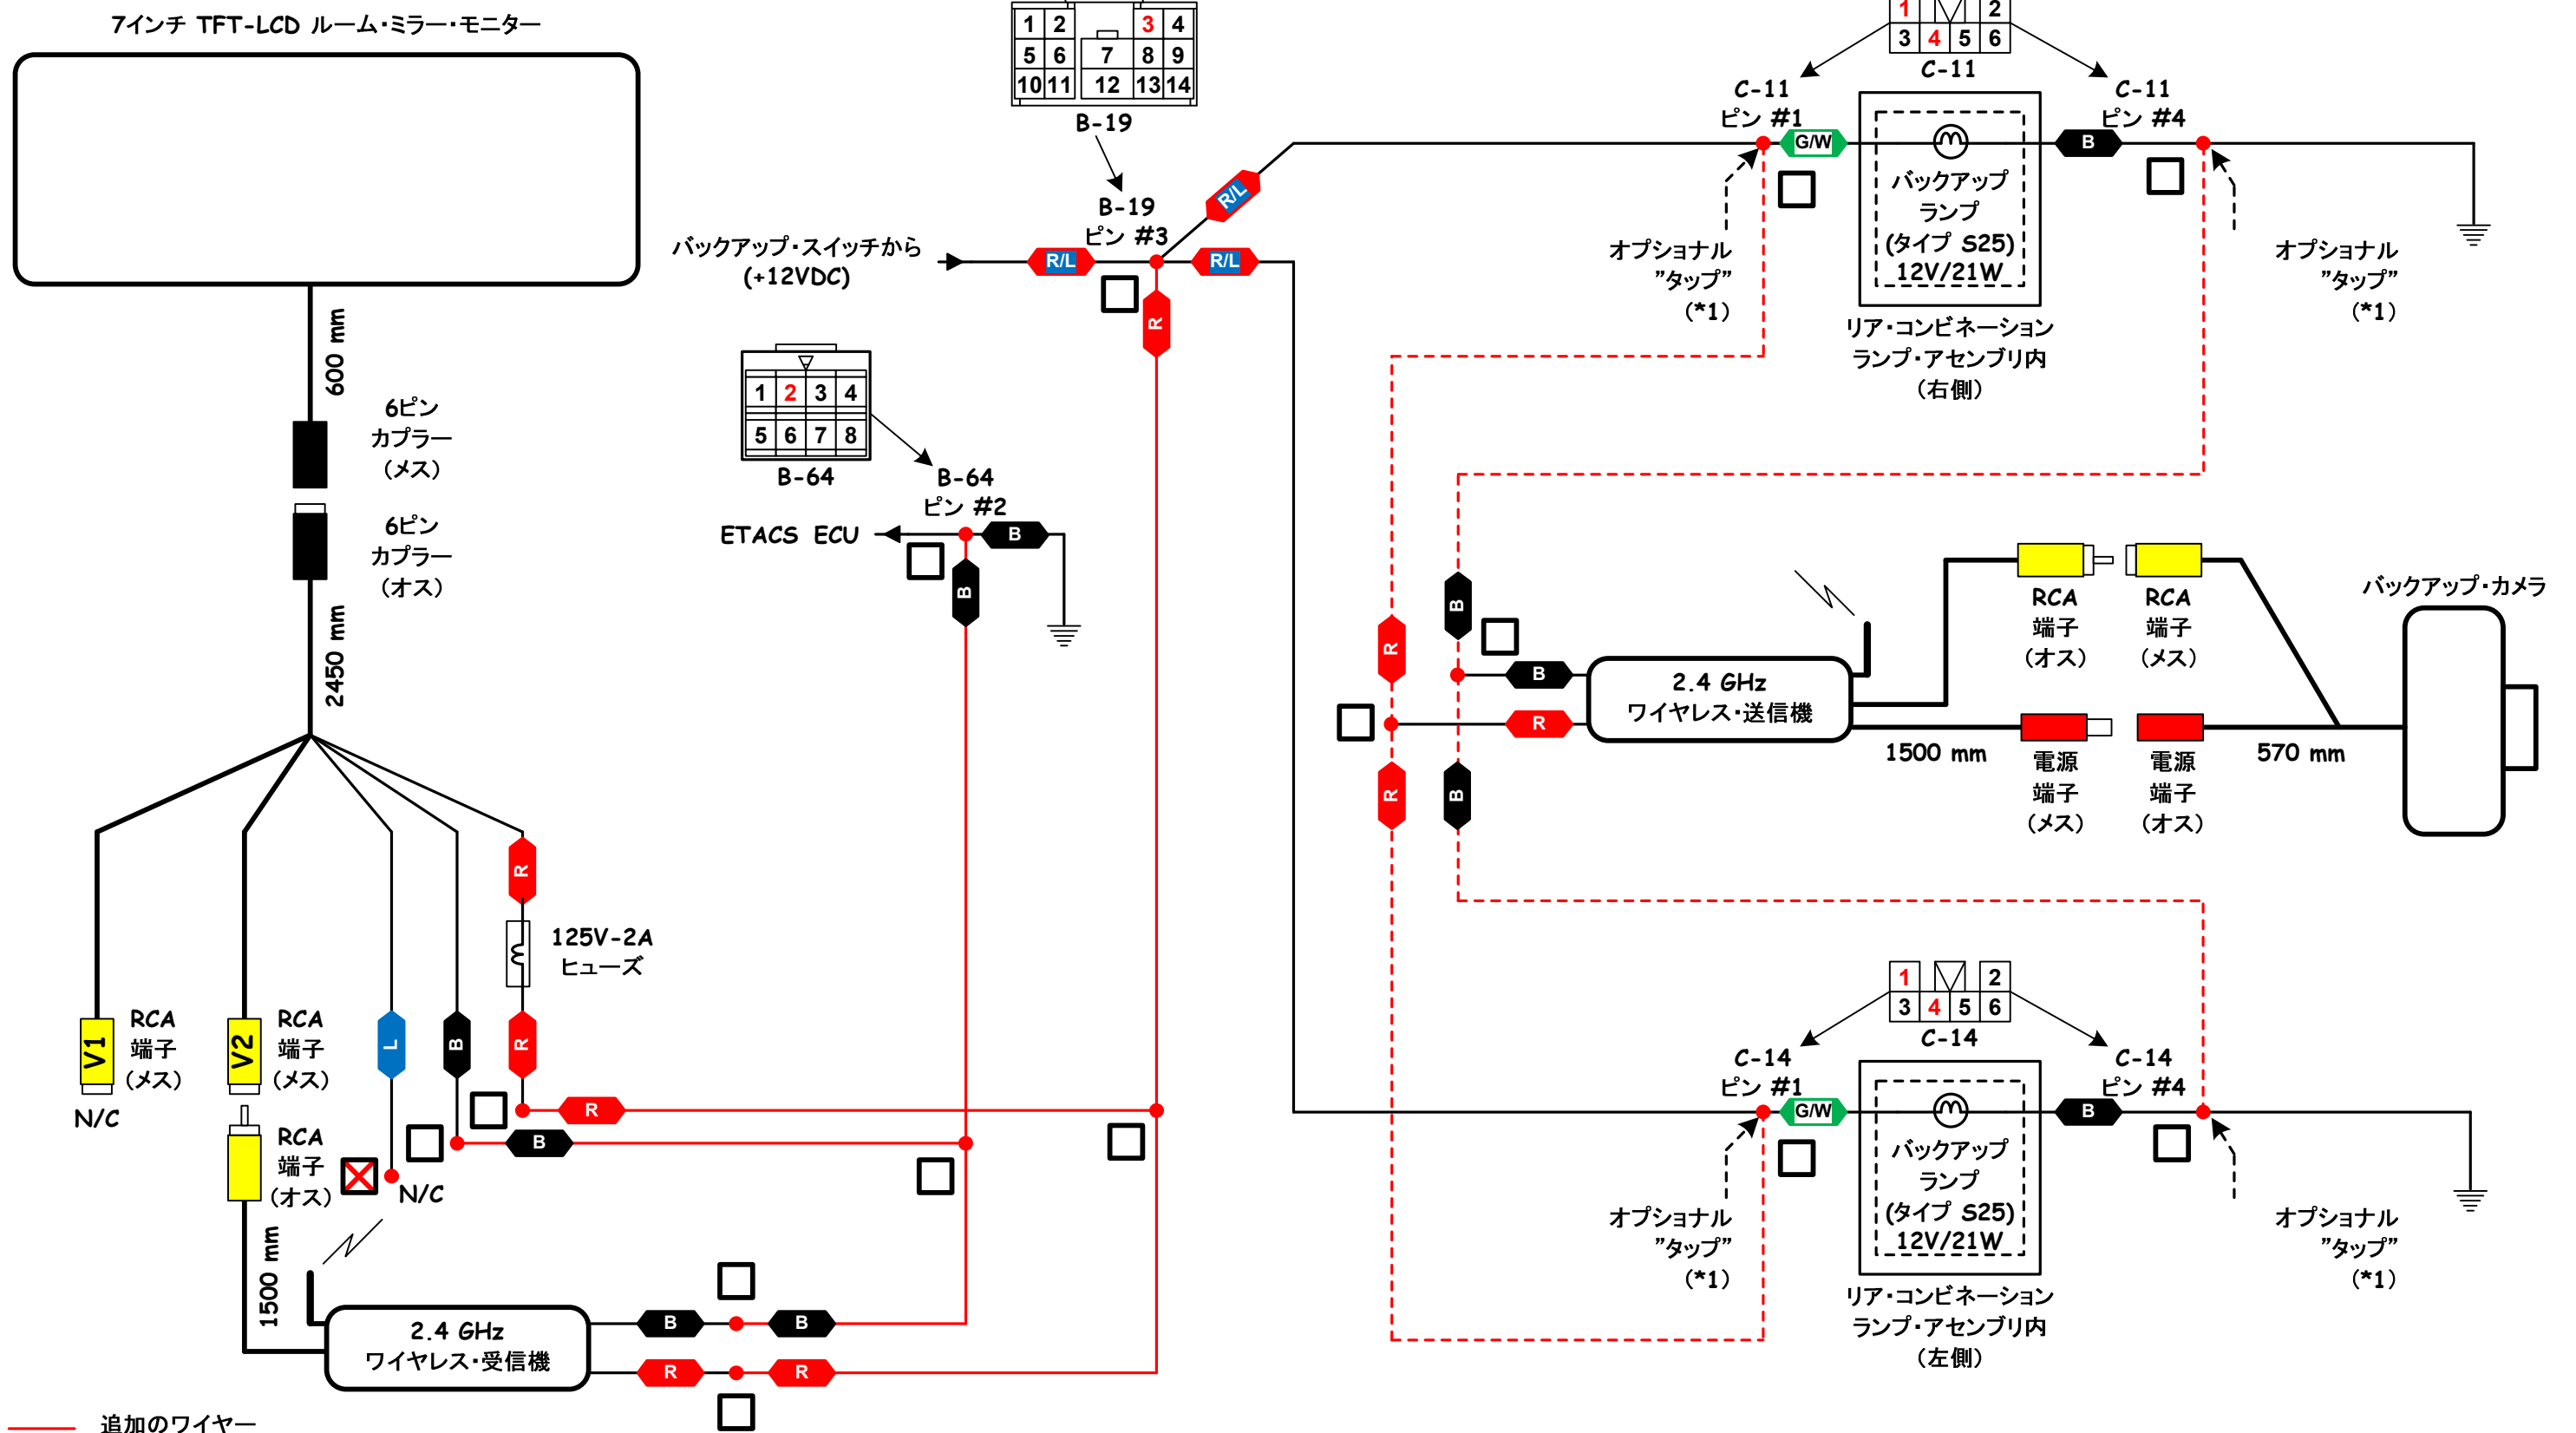 7インチ TFT-LCD ルーム・ミラー・モニター
600 mm
6ピン
カプラー
(メス)
6ピン
カプラー
(オス)
2450 mm
R
125V-2A
ヒューズ
V1
RCA
端子
(メス)
N/C
V2
RCA
端子
(メス)
L
B
R
RCA
端子
(オス)
N/C
R
B
1500 mm
2.4 GHz
ワイヤレス・受信機
B
B
R
R
追加のワイヤー
1 2 3 4
5 6 7 8 9
10 11 12 13 14
B-19
B-19
ピン #3
バックアップ・スイッチから
(+12VDC)
R/L
R/L
R/L
R
1 2 3 4
5 6 7 8
B-64
B-64
ピン #2
ETACS ECU
B
B
1 2
3 4 5 6
C-11
C-11
ピン #1
C-11
ピン #4
G/W
B
バックアップ
ランプ
(タイプ S25)
12V/21W
オプショナル
"タップ"
(*1)
オプショナル
"タップ"
(*1)
リア・コンビネーション
ランプ・アセンブリ内
(右側)
R
B
B
R
R
B
2.4 GHz
ワイヤレス・送信機
RCA
端子
(オス)
RCA
端子
(メス)
バックアップ・カメラ
1500 mm
電源
端子
(メス)
電源
端子
(オス)
570 mm
1 2
3 4 5 6
C-14
C-14
ピン #1
C-14
ピン #4
G/W
B
バックアップ
ランプ
(タイプ S25)
12V/21W
オプショナル
"タップ"
(*1)
オプショナル
"タップ"
(*1)
リア・コンビネーション
ランプ・アセンブリ内
(左側)